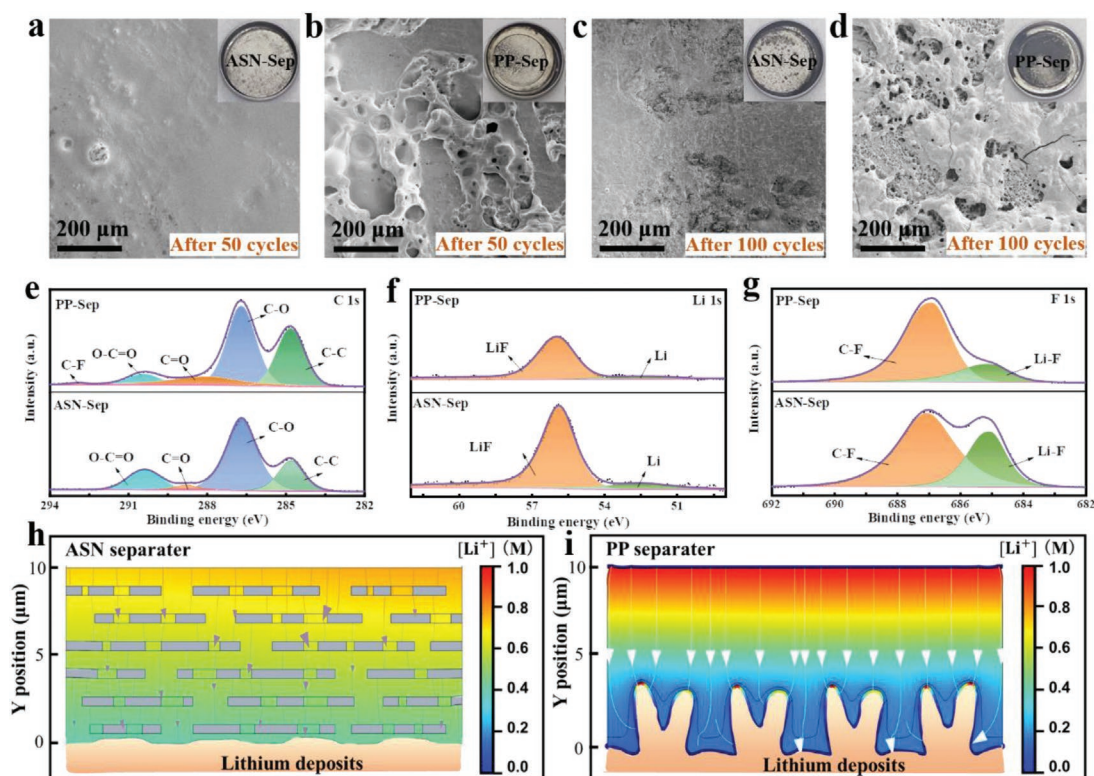 a
ASN-Sep
200 μm
After 50 cycles
b
PP-Sep
200 μm
After 50 cycles
c
ASN-Sep
200 μm
After 100 cycles
d
PP-Sep
200 μm
After 100 cycles
e
PP-Sep
C 1s
C-O
O-C=O
C=O
C-F
C-C
ASN-Sep
C-O
O-C=O
C=O
C-C
Intensity (a.u.)
294 291 288 285 282
Binding energy (eV)
f
PP-Sep
Li 1s
LiF
Li
ASN-Sep
LiF
Li
Intensity (a.u.)
60 57 54 51
Binding energy (eV)
g
PP-Sep
F 1s
C-F
Li-F
ASN-Sep
C-F
Li-F
Intensity (a.u.)
692 690 688 686 684 682
Binding energy (eV)
h
ASN separater
[Li⁺] (M)
10
5
0
Y position (μm)
1.0
0.8
0.6
0.4
0.2
0.0
Lithium deposits
i
PP separater
[Li⁺] (M)
10
5
0
Y position (μm)
1.0
0.8
0.6
0.4
0.2
0.0
Lithium deposits